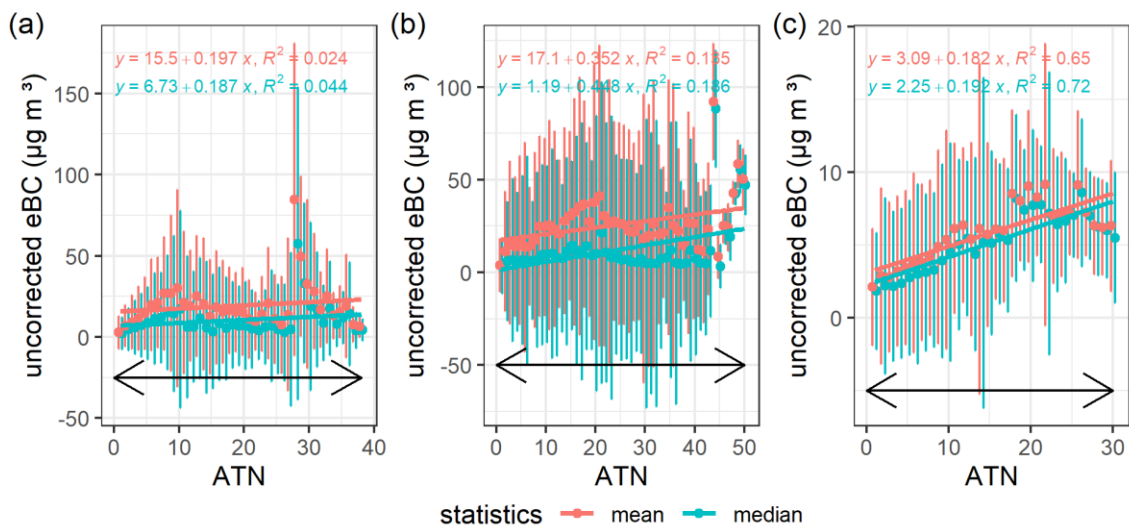 (a)
y = 15.5 + 0.197 x, R² = 0.024
y = 6.73 + 0.187 x, R² = 0.044
uncorrected eBC (µg m³)
150
100
50
0
-50
0 10 20 30 40
ATN
(b)
y = 17.1 + 0.352 x, R² = 0.135
y = 1.19 + 0.448 x, R² = 0.186
uncorrected eBC (µg m³)
100
50
0
-50
0 10 20 30 40 50
ATN
(c)
y = 3.09 + 0.182 x, R² = 0.65
y = 2.25 + 0.192 x, R² = 0.72
uncorrected eBC (µg m³)
20
10
0
0 10 20 30
ATN
statistics mean median